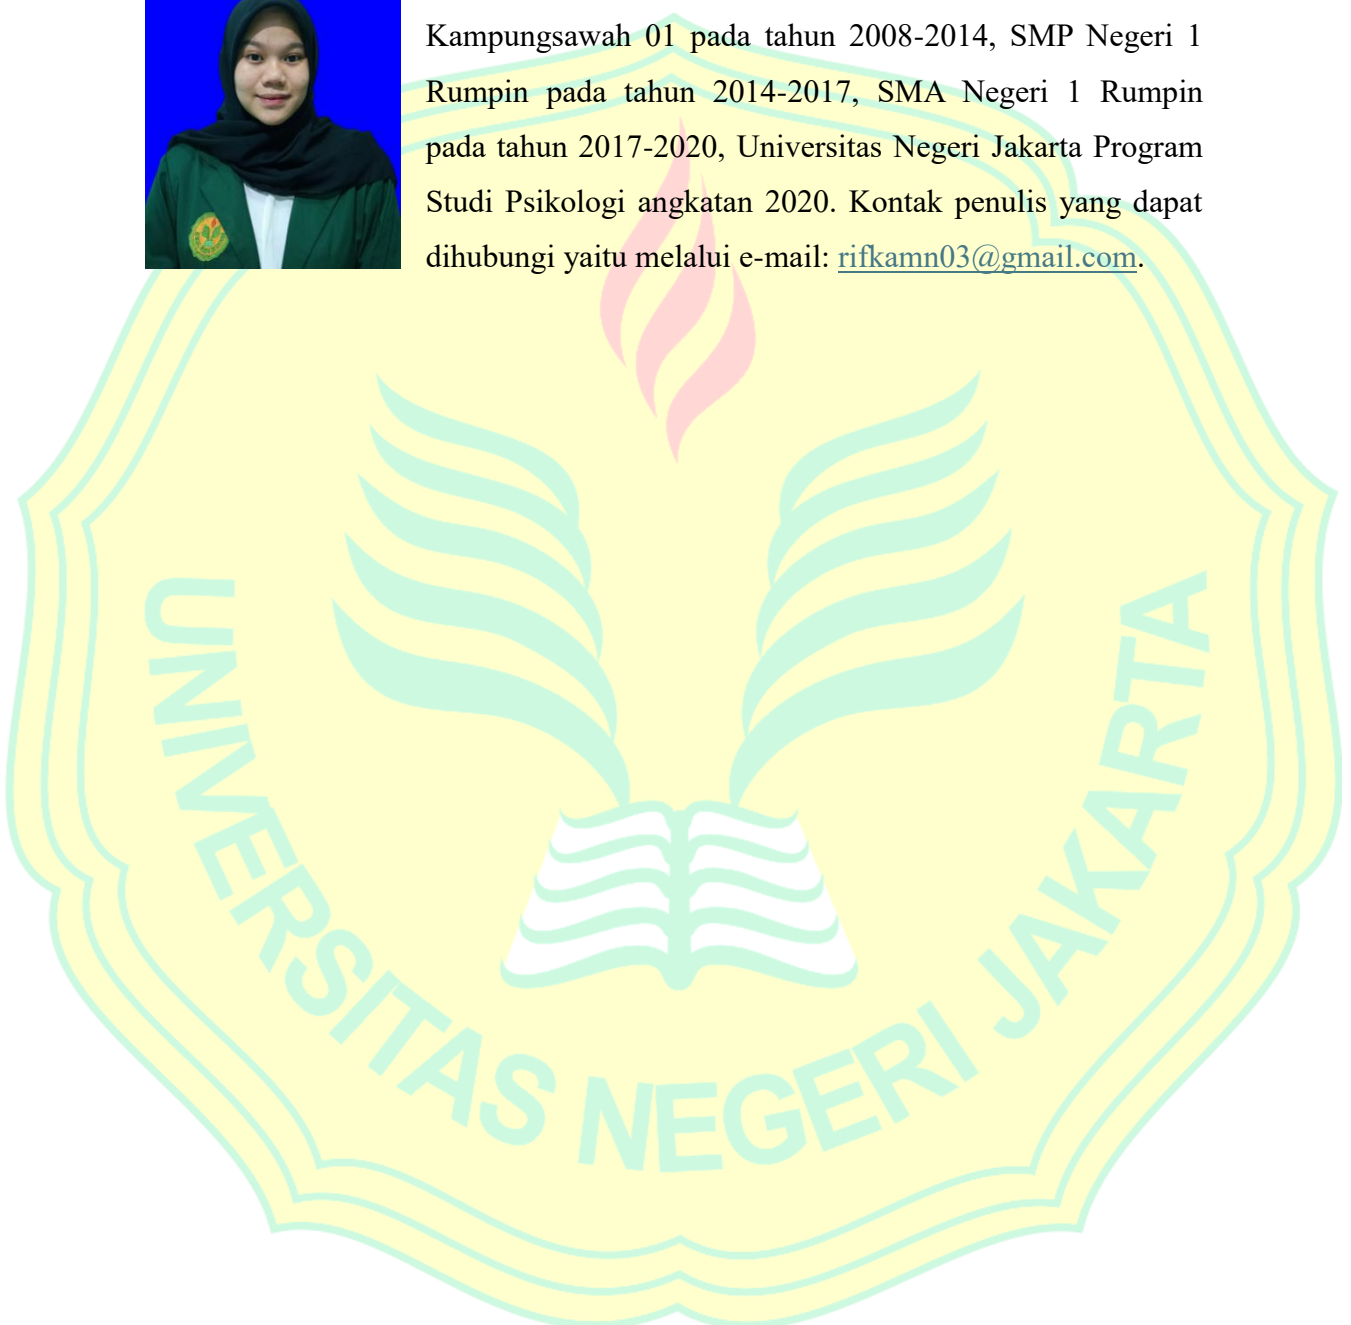 Kampungsawah 01 pada tahun 2008-2014, SMP Negeri 1
Rumpin pada tahun 2014-2017, SMA Negeri 1 Rumpin
pada tahun 2017-2020, Universitas Negeri Jakarta Program
Studi Psikologi angkatan 2020. Kontak penulis yang dapat
dihubungi yaitu melalui e-mail: rifkamn03@gmail.com.
UNIVERSITAS NEGERI JAKARTA